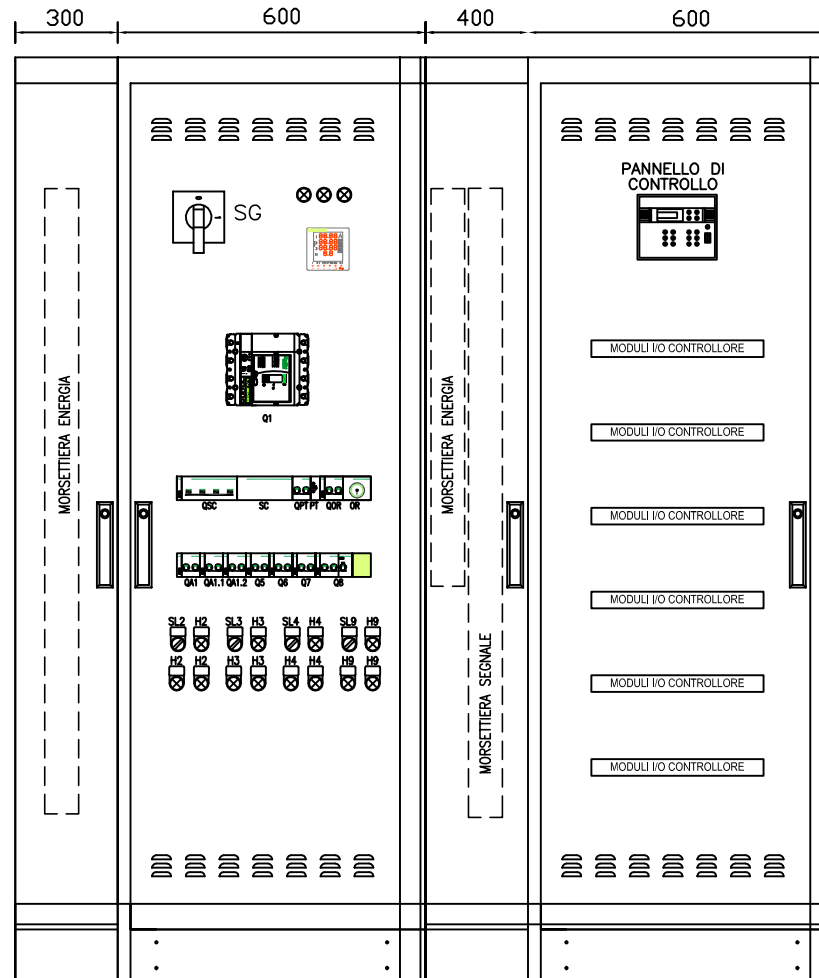 300 600 400 600
PANNELLO DI
CONTROLLO
SG
MORSETTIERA ENERGIA
MORSETTIERA ENERGIA
MORSETTIERA SEGNALE
Q1
QSC SC QPT PT QOR OR
QA1 QA1.1 QA1.2 Q5 Q6 Q7 Q8
SL2 H2 SL3 H3 SL4 H4 SL9 H9
H2 H2 H3 H3 H4 H4 H9 H9
MODULI I/O CONTROLLORE
MODULI I/O CONTROLLORE
MODULI I/O CONTROLLORE
MODULI I/O CONTROLLORE
MODULI I/O CONTROLLORE
MODULI I/O CONTROLLORE